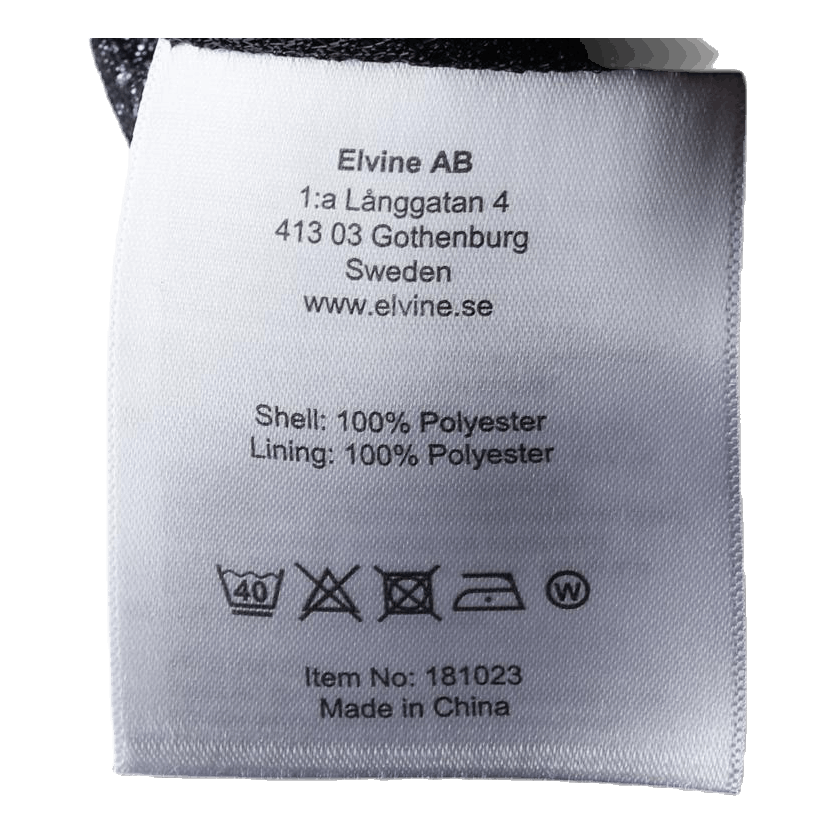 Elvine AB
1:a Långgatan 4
413 03 Gothenburg
Sweden
www.elvine.se
Shell: 100% Polyester
Lining: 100% Polyester
40 W
Item No: 181023
Made in China